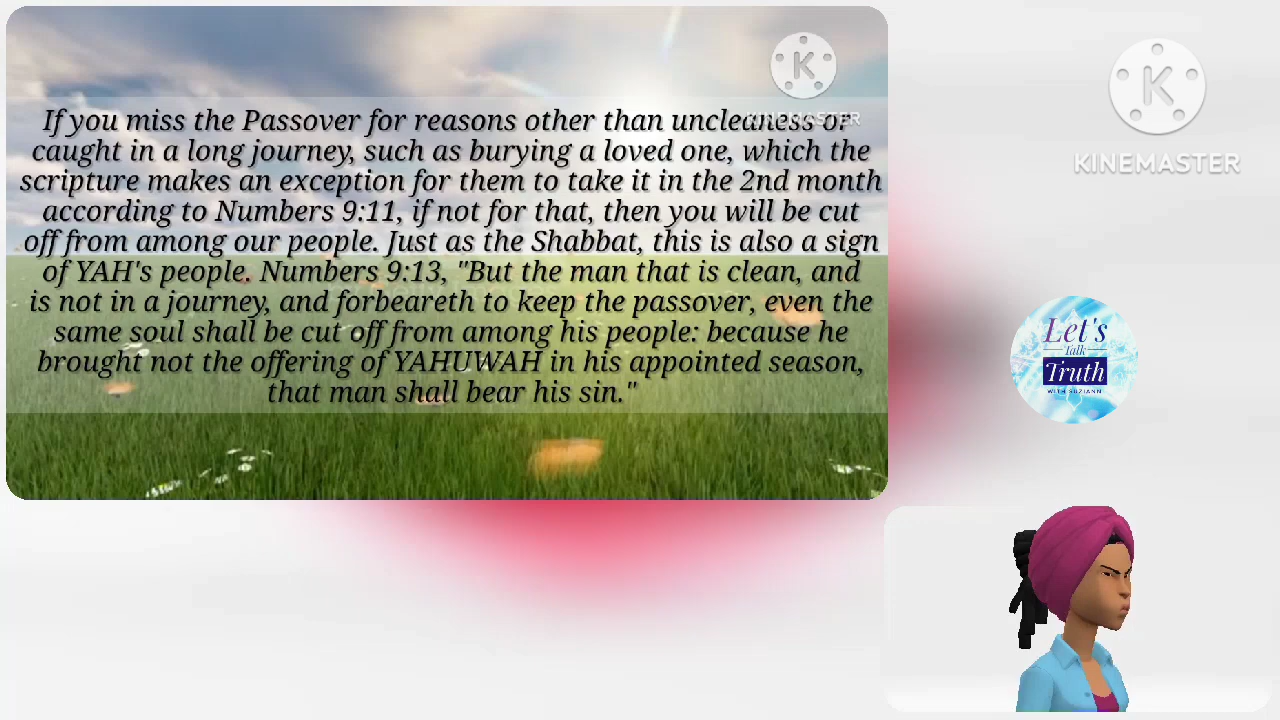 If you miss the Passover for reasons other than uncleaness or
caught in a long journey, such as burying a loved one, which the
scripture makes an exception for them to take it in the 2nd month
according to Numbers 9:11, if not for that, then you will be cut
off from among our people. Just as the Shabbat, this is also a sign
of YAH's people. Numbers 9:13, "But the man that is clean, and
is not in a journey, and forbeareth to keep the passover, even the
same soul shall be cut off from among his people: because he
brought not the offering of YAHUWAH in his appointed season,
that man shall bear his sin."
K
KINEMASTER
K
KINEMASTER
Let's
Talk
Truth
WITH SUZIANN